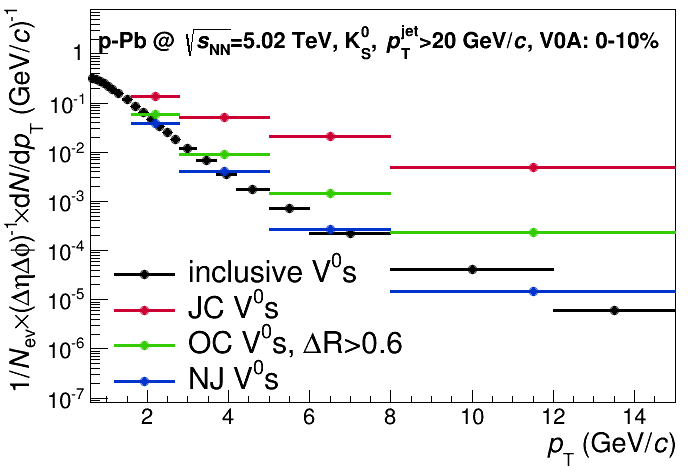 p-Pb @ √sNN=5.02 TeV, K⁰S, pTjet>20 GeV/c, V0A: 0-10%
1/Nev×(ΔηΔϕ)⁻¹×dN/dpT (GeV/c)⁻¹
1
10⁻¹
10⁻²
10⁻³
10⁻⁴
10⁻⁵
10⁻⁶
10⁻⁷
inclusive V⁰s
JC V⁰s
OC V⁰s, ΔR>0.6
NJ V⁰s
2 4 6 8 10 12 14
pT (GeV/c)